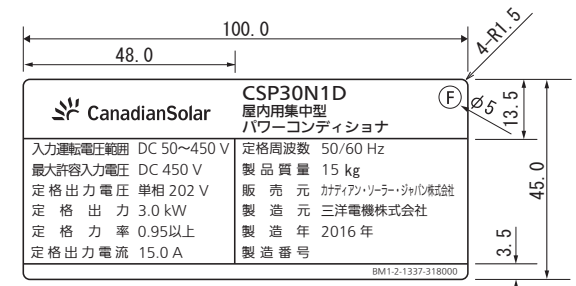 100.0
48.0
4-R1.5
CanadianSolar
CSP30N1D
屋内用集中型
パワーコンディショナ
F
φ5
13.5
入力運転電圧範囲 DC 50〜450 V
最大許容入力電圧 DC 450 V
定格出力電圧 単相 202 V
定格出力 3.0 kW
定格力率 0.95以上
定格出力電流 15.0 A
定格周波数 50/60 Hz
製品質量 15 kg
販売元 カナディアン・ソーラー・ジャパン株式会社
製造元 三洋電機株式会社
製造年 2016 年
製造番号
BM1-2-1337-318000
45.0
3.5